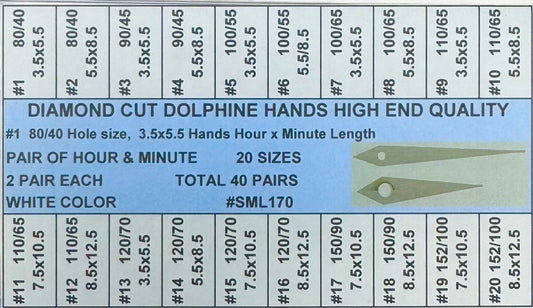 #1 80/40
3.5x5.5
#2 80/40
5.5x8.5
#3 90/45
3.5x5.5
#4 90/45
5.5x8.5
#5 100/55
3.5x5.5
#6 100/55
5.5/8.5
#7 100/65
3.5x5.5
#8 100/65
5.5x8.5
#9 110/65
3.5x5.5
#10 110/65
5.5x8.5
DIAMOND CUT DOLPHINE HANDS HIGH END QUALITY
#1 80/40 Hole size, 3.5x5.5 Hands Hour x Minute Length
PAIR OF HOUR & MINUTE 20 SIZES
2 PAIR EACH TOTAL 40 PAIRS
WHITE COLOR #SML170
#11 110/65
7.5x10.5
#12 110/65
8.5x12.5
#13 120/70
3.5x5.5
#14 120/70
5.5x8.5
#15 120/70
7.5x10.5
#16 120/70
8.5x12.5
#17 150/90
7.5x10.5
#18 150/90
8.5x12.5
#19 152/100
7.5x10.5
#20 152/100
8.5x12.5